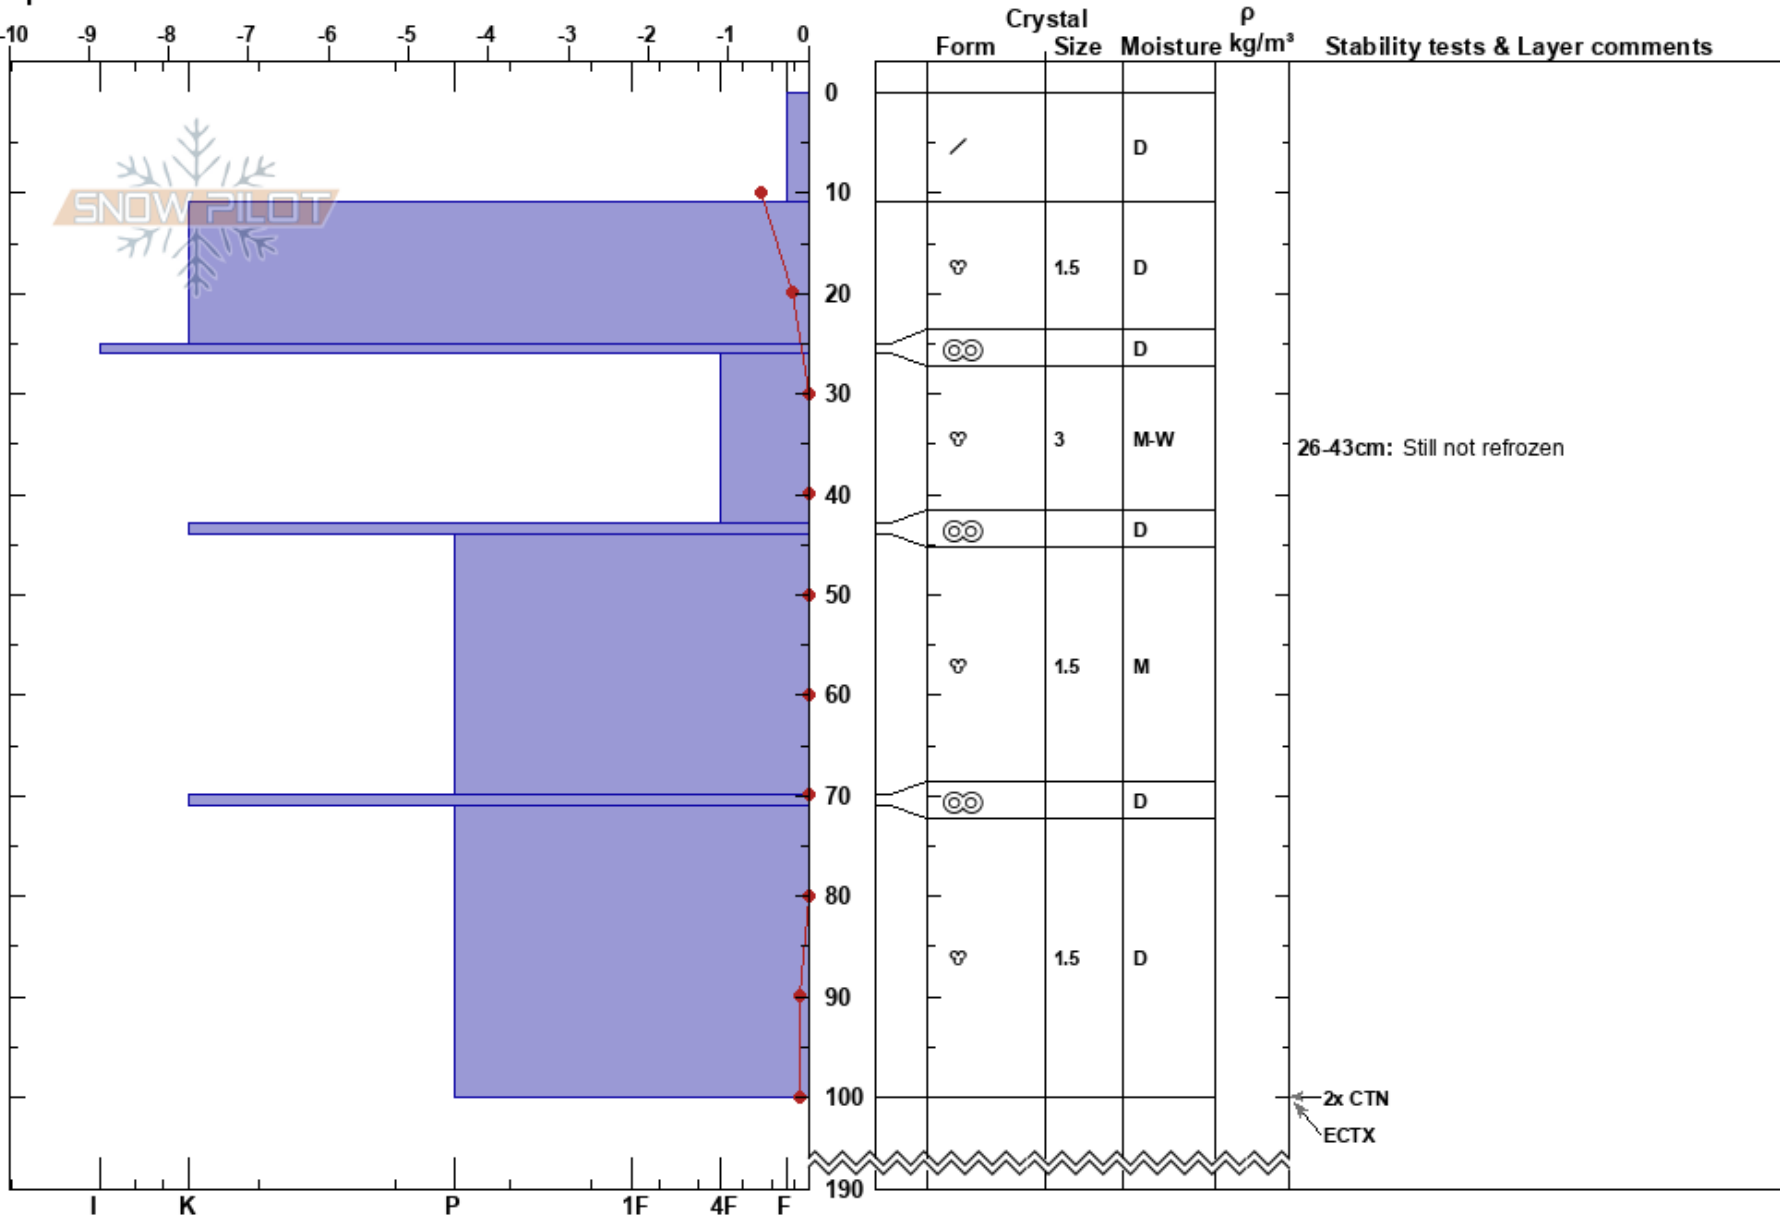 Crystal ρ
-10 -9 -8 -7 -6 -5 -4 -3 -2 -1 0
Form Size Moisture kg/m³ Stability tests & Layer comments
0
D
10
SNOW PILOT
1.5 D
20
D
30
3 M-W 26-43cm: Still not refrozen
40
D
50
1.5 M
60
70
D
80
1.5 D
90
100 2x CTN
ECTX
190
I K P 1F 4F F